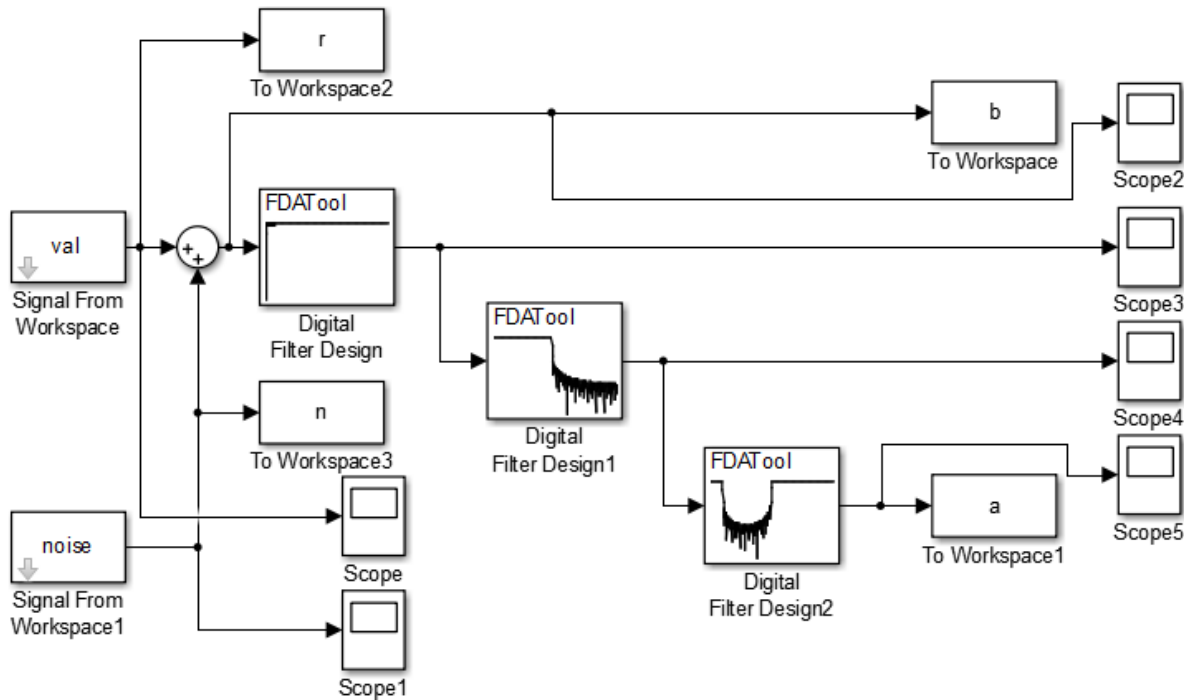 r
To Workspace2
b
To Workspace
Scope2
FDATool
val
+
+
Signal From
Workspace
Digital
Filter Design
Scope3
FDATool
Digital
Filter Design1
Scope4
n
To Workspace3
FDATool
a
To Workspace1
Scope5
Digital
Filter Design2
noise
Signal From
Workspace1
Scope
Scope1